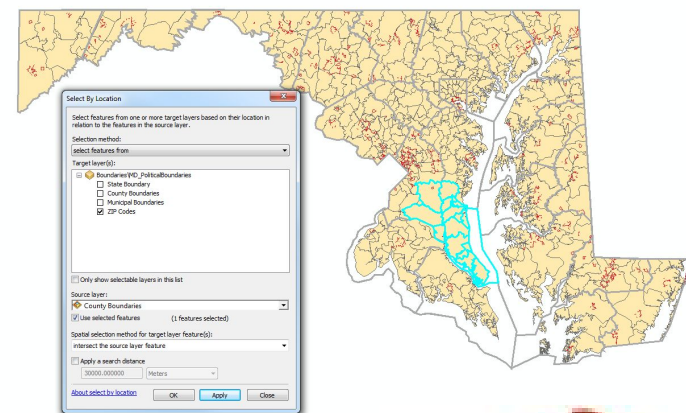 Select By Location
Select features from one or more target layers based on their location in
relation to the features in the source layer.
Selection method:
select features from
Target layer(s):
Boundaries\MD_PoliticalBoundaries
State Boundary
County Boundaries
Municipal Boundaries
ZIP Codes
Only show selectable layers in this list
Source layer:
County Boundaries
Use selected features (1 features selected)
Spatial selection method for target layer feature(s):
intersect the source layer feature
Apply a search distance
30000.000000 Meters
About select by location OK Apply Close